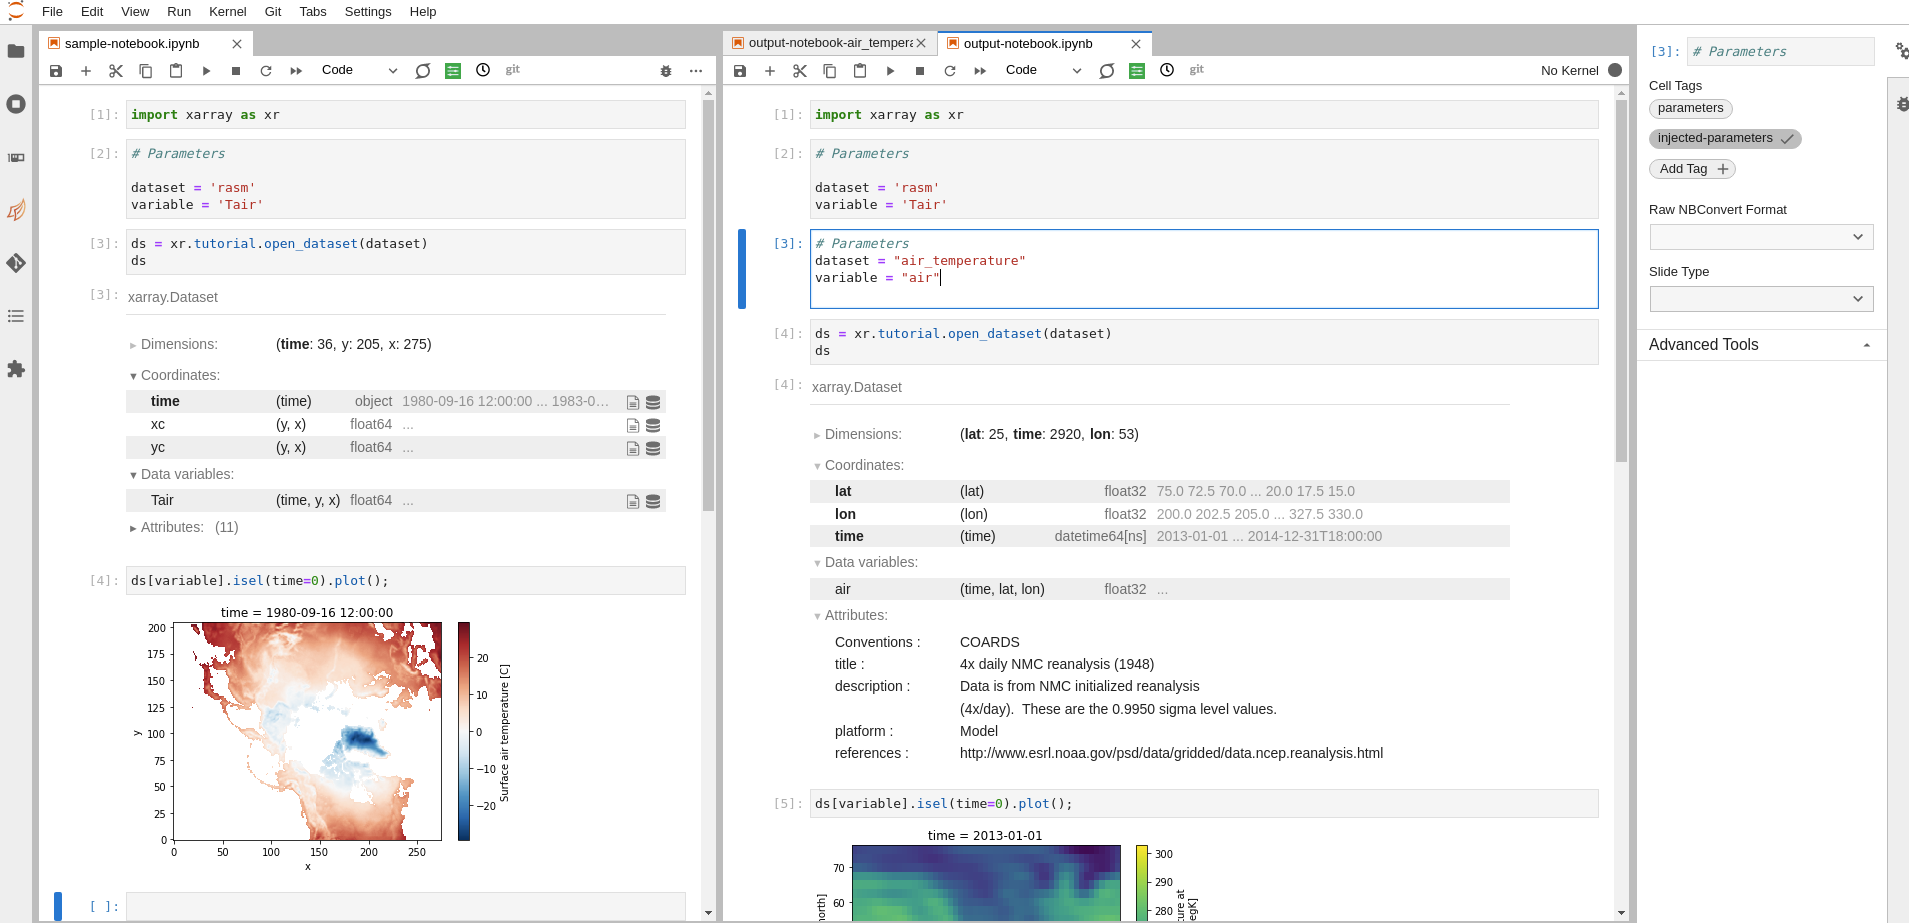 File Edit View Run Kernel Git Tabs Settings Help
sample-notebook.ipynb
Code
git
[1]: import xarray as xr
[2]: # Parameters
dataset = 'rasm'
variable = 'Tair'
[3]: ds = xr.tutorial.open_dataset(dataset)
ds
[3]: xarray.Dataset
Dimensions: (time: 36, y: 205, x: 275)
Coordinates:
time (time) object 1980-09-16 12:00:00 ... 1983-0...
xc (y, x) float64 ...
yc (y, x) float64 ...
Data variables:
Tair (time, y, x) float64 ...
Attributes: (11)
[4]: ds[variable].isel(time=0).plot();
time = 1980-09-16 12:00:00
200
175
150
125
100
75
50
25
0
y
0 50 100 150 200 250
x
20
10
0
−10
−20
Surface air temperature [C]
[ ]:
output-notebook-air_tempera
output-notebook.ipynb
Code
git
No Kernel
[1]: import xarray as xr
[2]: # Parameters
dataset = 'rasm'
variable = 'Tair'
[3]: # Parameters
dataset = "air_temperature"
variable = "air"
[4]: ds = xr.tutorial.open_dataset(dataset)
ds
[4]: xarray.Dataset
Dimensions: (lat: 25, time: 2920, lon: 53)
Coordinates:
lat (lat) float32 75.0 72.5 70.0 ... 20.0 17.5 15.0
lon (lon) float32 200.0 202.5 205.0 ... 327.5 330.0
time (time) datetime64[ns] 2013-01-01 ... 2014-12-31T18:00:00
Data variables:
air (time, lat, lon) float32 ...
Attributes:
Conventions : COARDS
title : 4x daily NMC reanalysis (1948)
description : Data is from NMC initialized reanalysis
(4x/day).  These are the 0.9950 sigma level values.
platform : Model
references : http://www.esrl.noaa.gov/psd/data/gridded/data.ncep.reanalysis.html
[5]: ds[variable].isel(time=0).plot();
time = 2013-01-01
70
60
orth]
300
290
280
ure at
egK]
[3]: # Parameters
Cell Tags
parameters
injected-parameters
Add Tag
Raw NBConvert Format
Slide Type
Advanced Tools